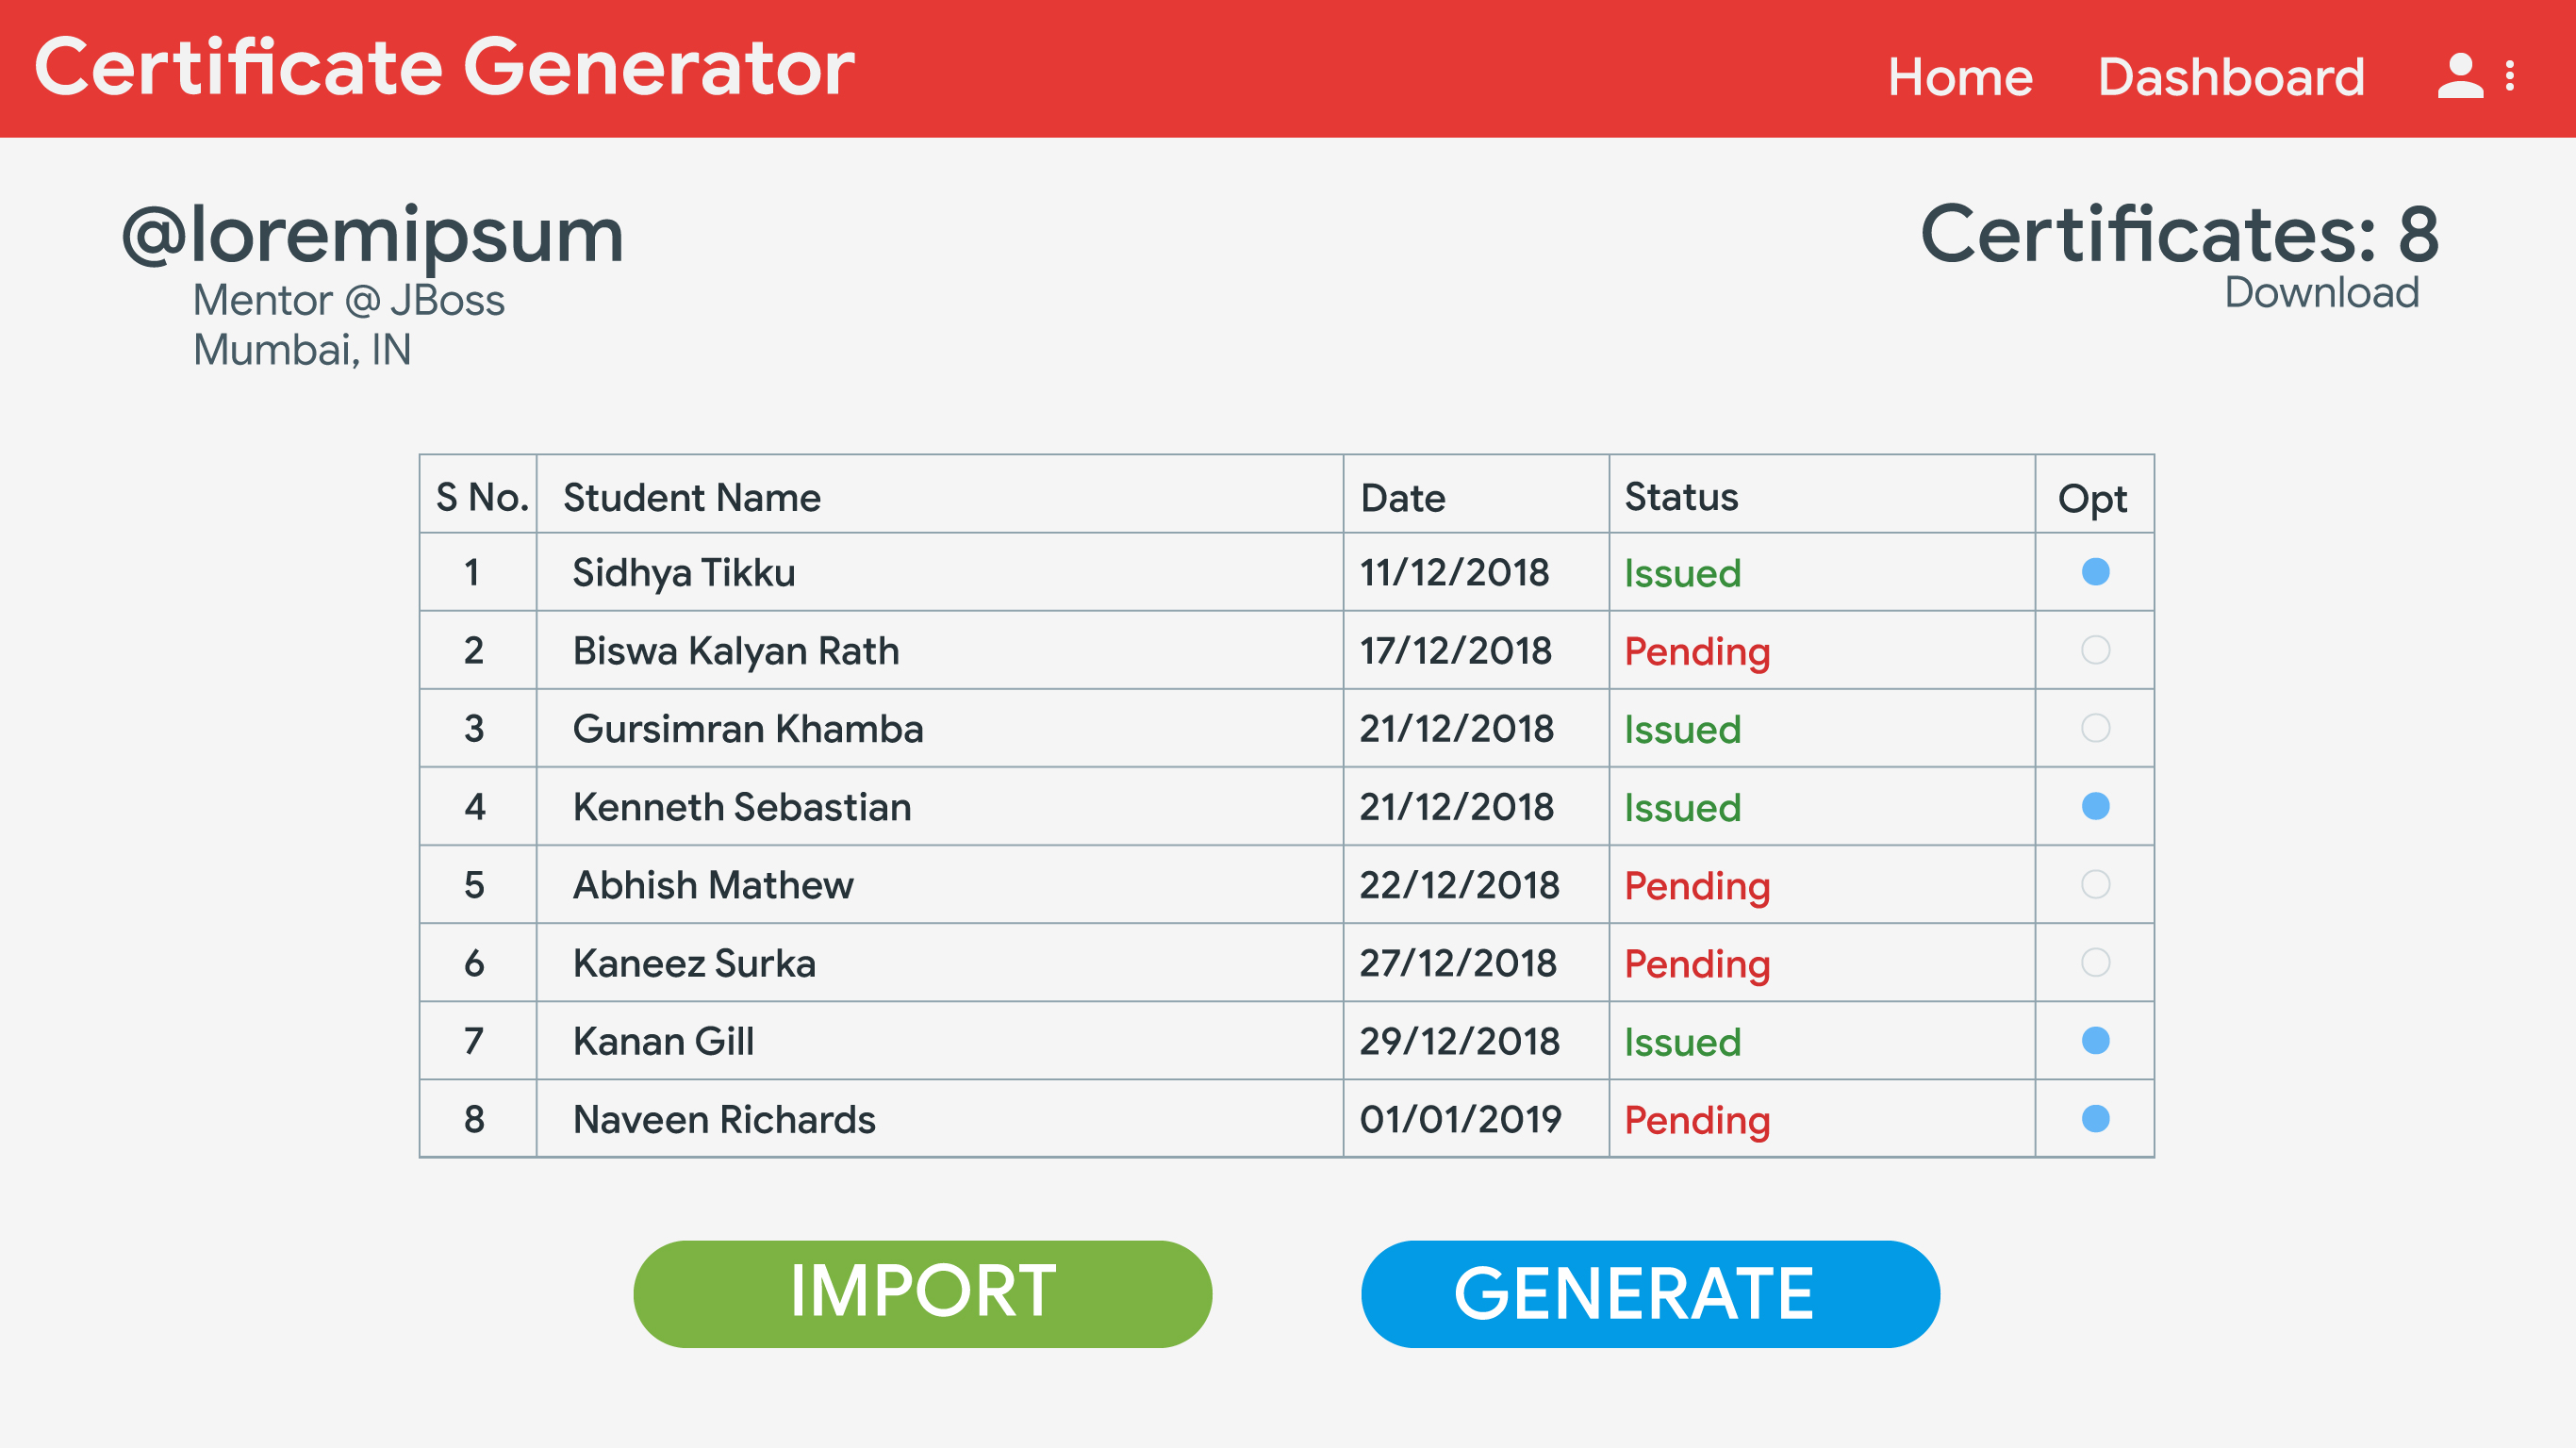 Certificate Generator Home Dashboard
@loremipsum Certificates: 8
Download
Mentor @ JBoss
Mumbai, IN
S No. Student Name Date Status Opt
1 Sidhya Tikku 11/12/2018 Issued
2 Biswa Kalyan Rath 17/12/2018 Pending
3 Gursimran Khamba 21/12/2018 Issued
4 Kenneth Sebastian 21/12/2018 Issued
5 Abhish Mathew 22/12/2018 Pending
6 Kaneez Surka 27/12/2018 Pending
7 Kanan Gill 29/12/2018 Issued
8 Naveen Richards 01/01/2019 Pending
IMPORT GENERATE